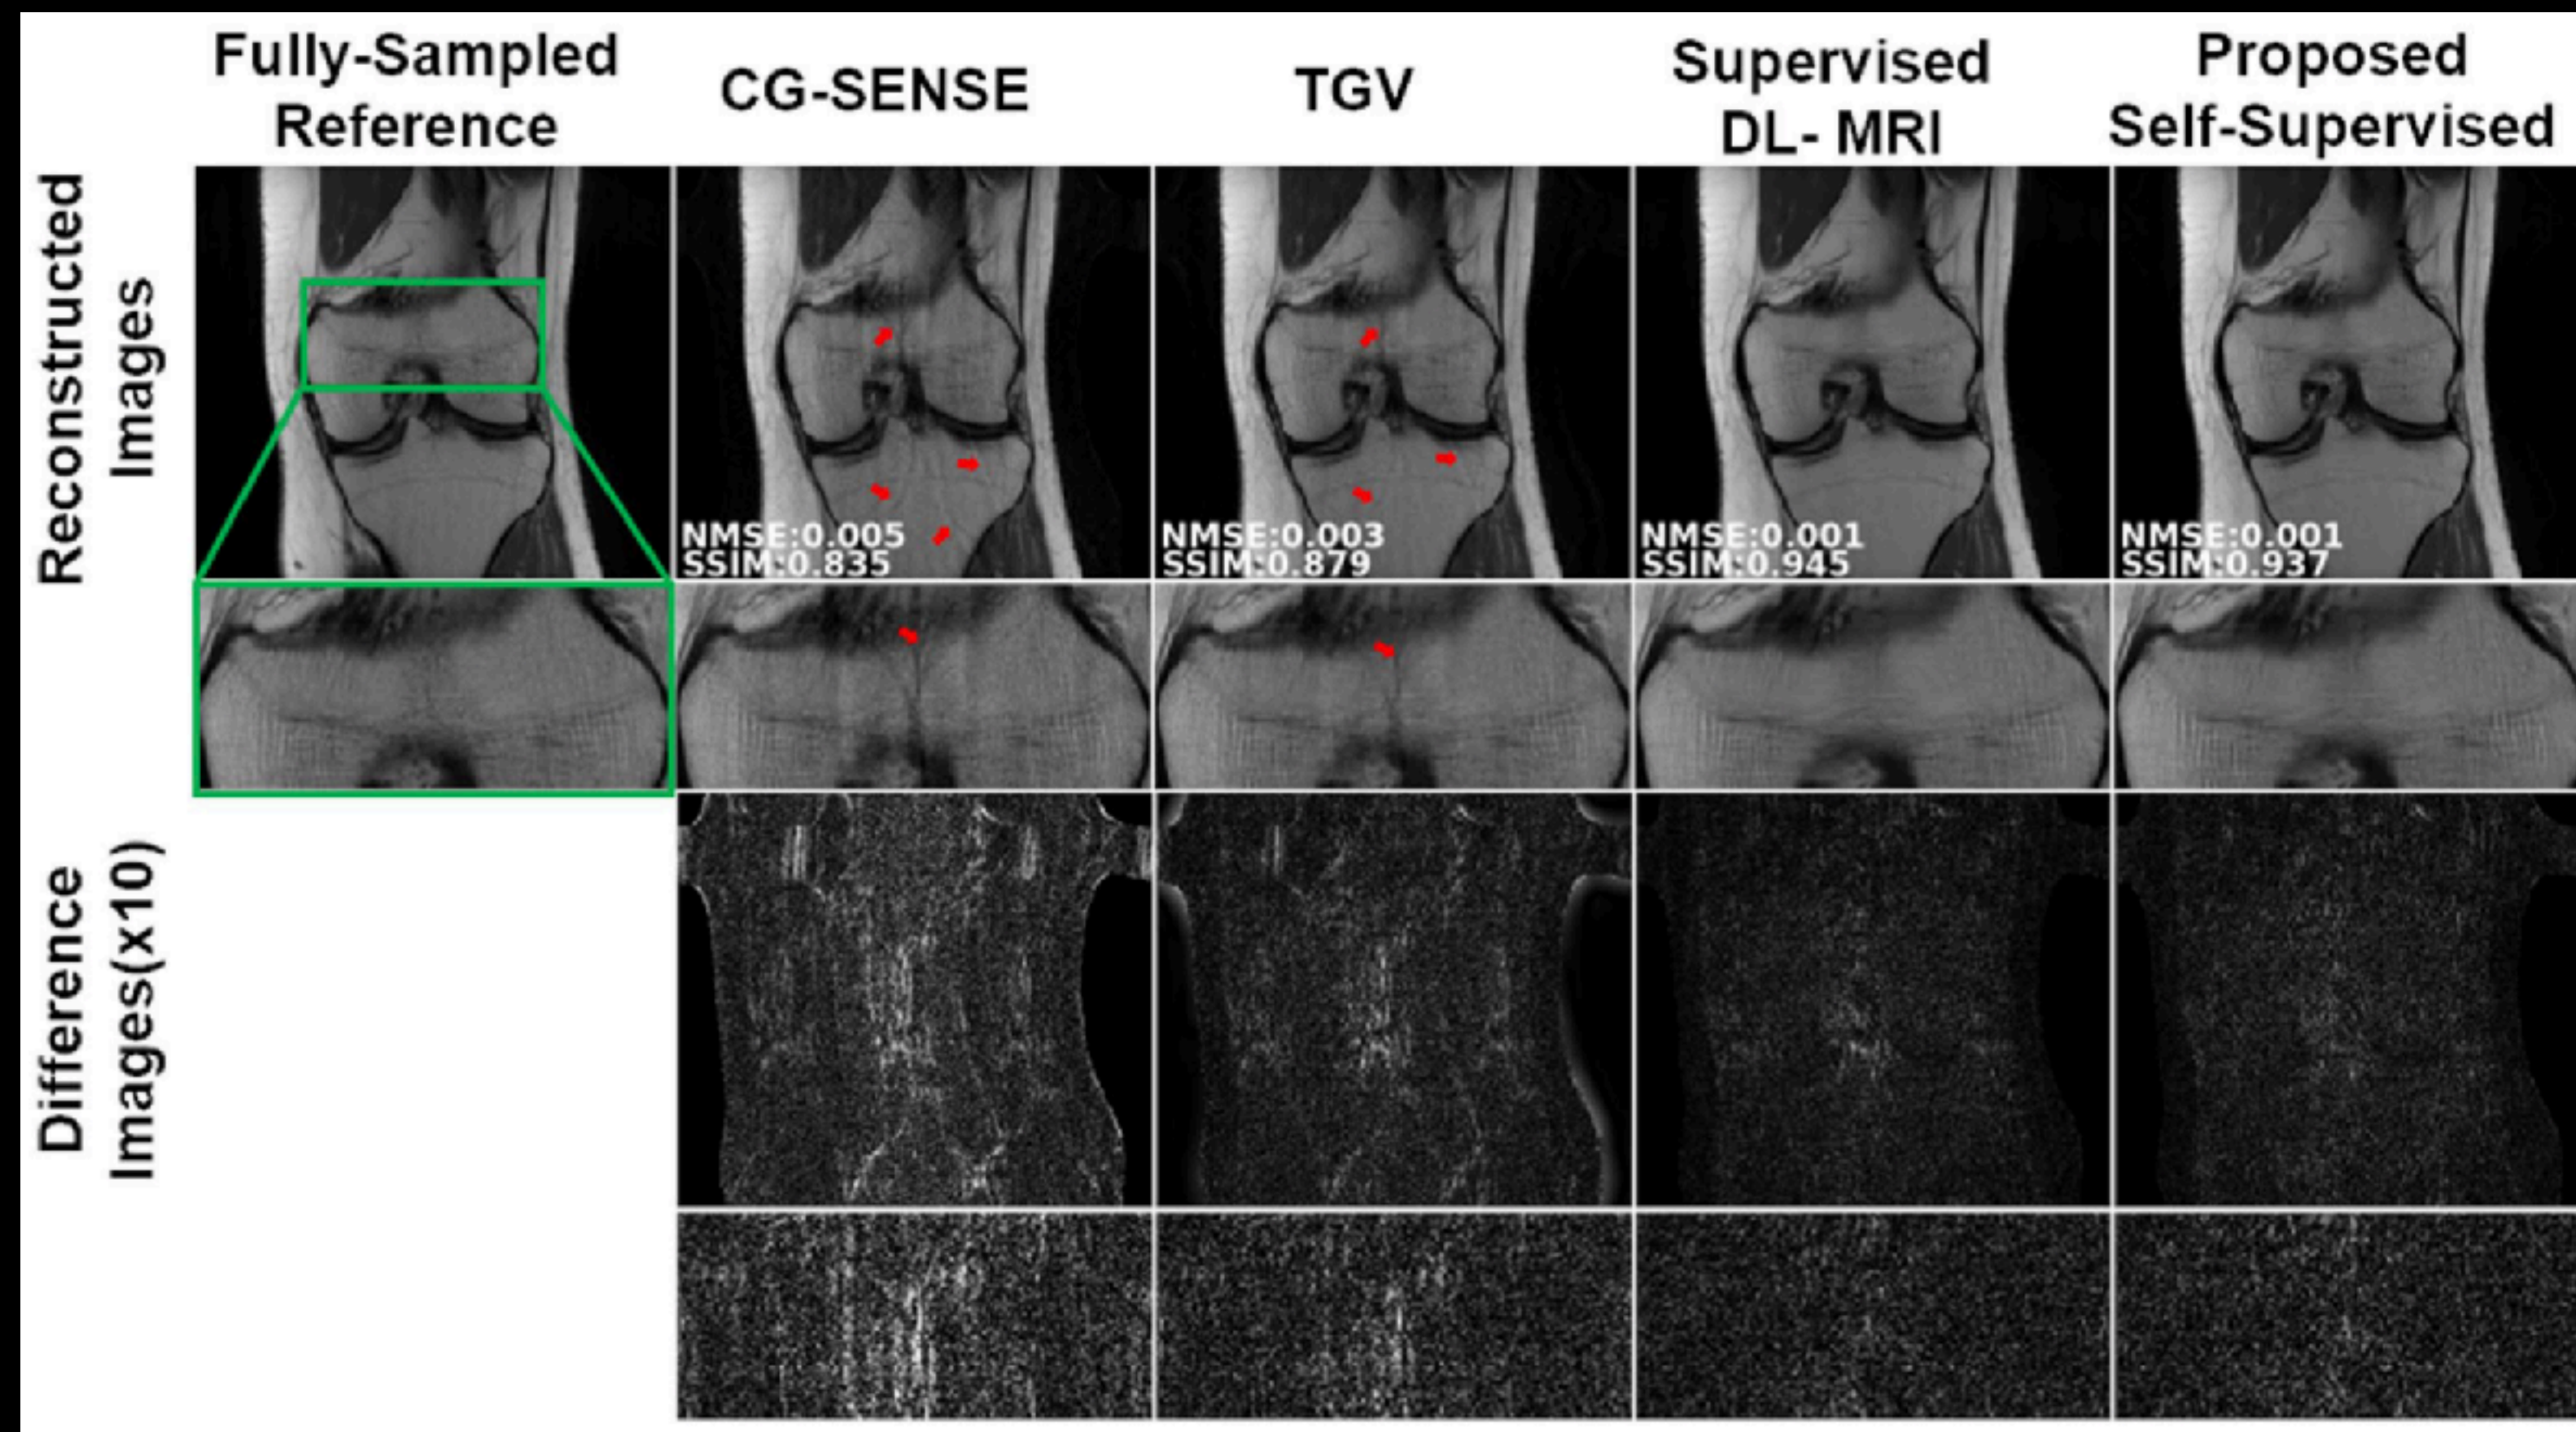 Fully-Sampled
Reference
CG-SENSE
TGV
Supervised
DL- MRI
Proposed
Self-Supervised
Reconstructed
Images
NMSE:0.005
SSIM:0.835
NMSE:0.003
SSIM:0.879
NMSE:0.001
SSIM:0.945
NMSE:0.001
SSIM:0.937
Difference
Images(x10)